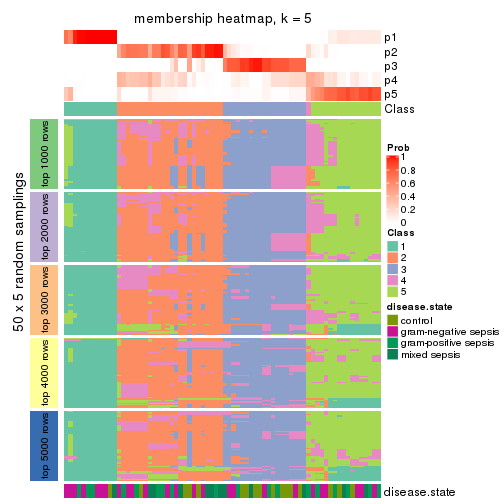 membership heatmap, k = 5
p1
p2
p3
p4
p5
Class
50 x 5 random samplings
top 1000 rows
top 2000 rows
top 3000 rows
top 4000 rows
top 5000 rows
Prob
1
0.8
0.6
0.4
0.2
0
Class
1
2
3
4
5
disease.state
control
gram-negative sepsis
gram-positive sepsis
mixed sepsis
disease.state